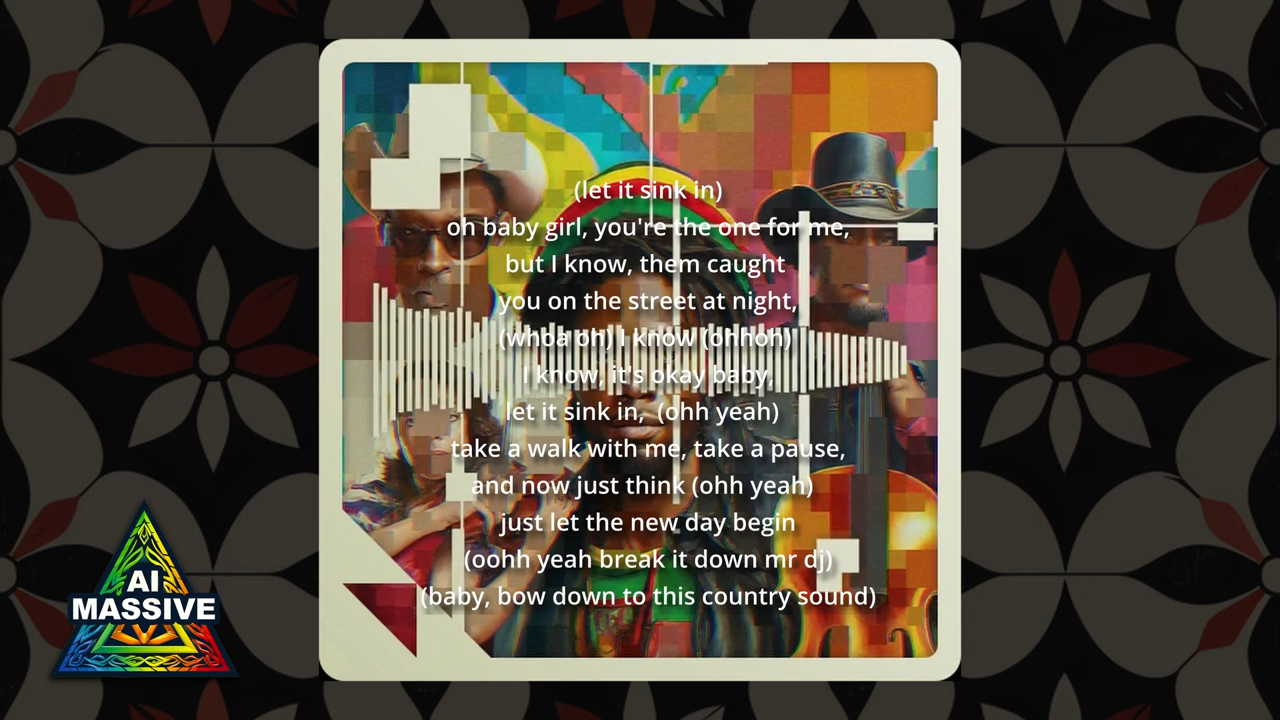 (let it sink in)
oh baby girl, you're the one for me,
but I know, them caught
you on the street at night,
(whoa oh) I know (ohhoh)
I know, it's okay baby,
let it sink in,  (ohh yeah)
take a walk with me, take a pause,
and now just think (ohh yeah)
just let the new day begin
(oohh yeah break it down mr dj)
(baby, bow down to this country sound)
AI
MASSIVE